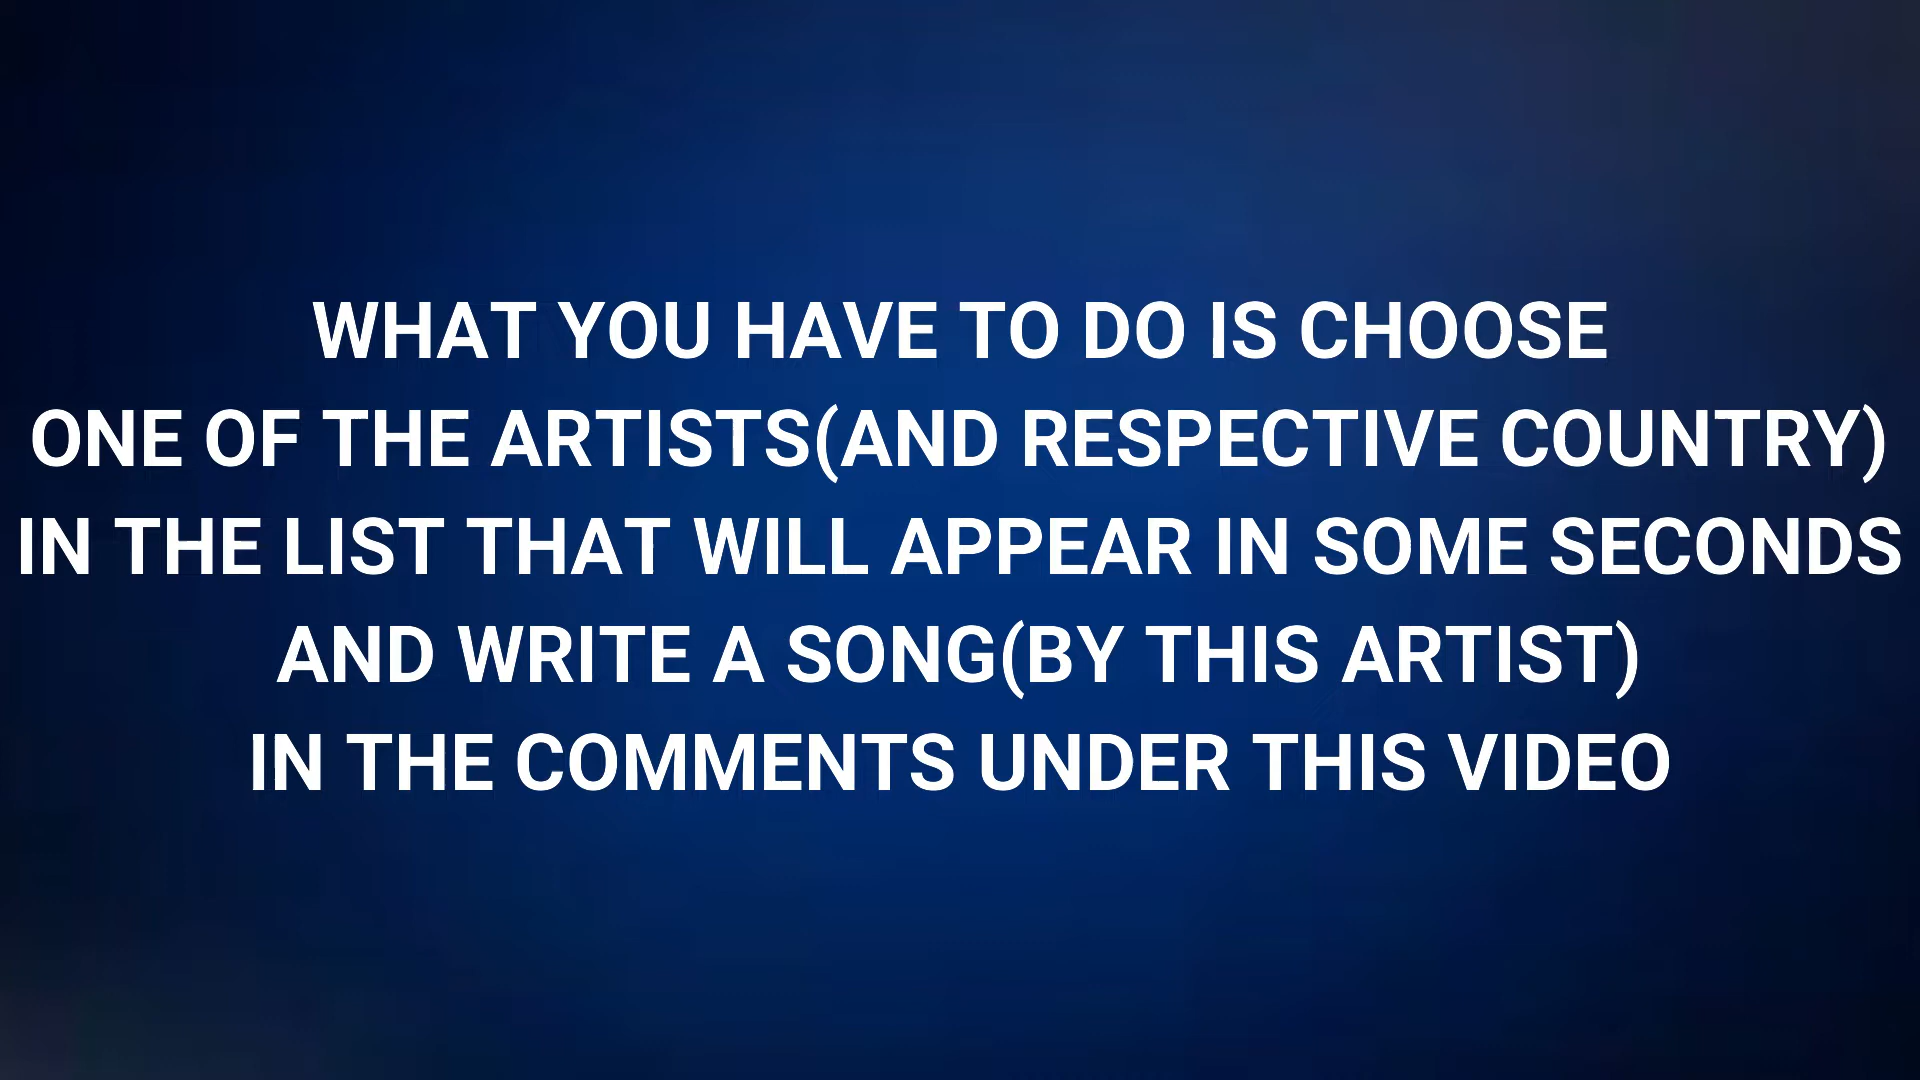 WHAT YOU HAVE TO DO IS CHOOSE
ONE OF THE ARTISTS(AND RESPECTIVE COUNTRY)
IN THE LIST THAT WILL APPEAR IN SOME SECONDS
AND WRITE A SONG(BY THIS ARTIST)
IN THE COMMENTS UNDER THIS VIDEO